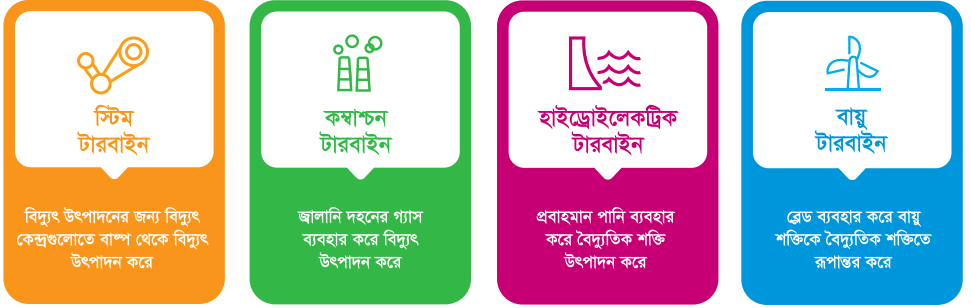 স্টিম
টারবাইন
বিদ্যুৎ উৎপাদনের জন্য বিদ্যুৎ
কেন্দ্রগুলোতে বাষ্প থেকে বিদ্যুৎ
উৎপাদন করে
কম্বাশ্চন
টারবাইন
জ্বালানি দহনের গ্যাস
ব্যবহার করে বিদ্যুৎ
উৎপাদন করে
হাইড্রোইলেকট্রিক
টারবাইন
প্রবাহমান পানি ব্যবহার
করে বৈদ্যুতিক শক্তি
উৎপাদন করে
বায়ু
টারবাইন
ব্লেড ব্যবহার করে বায়ু
শক্তিকে বৈদ্যুতিক শক্তিতে
রূপান্তর করে